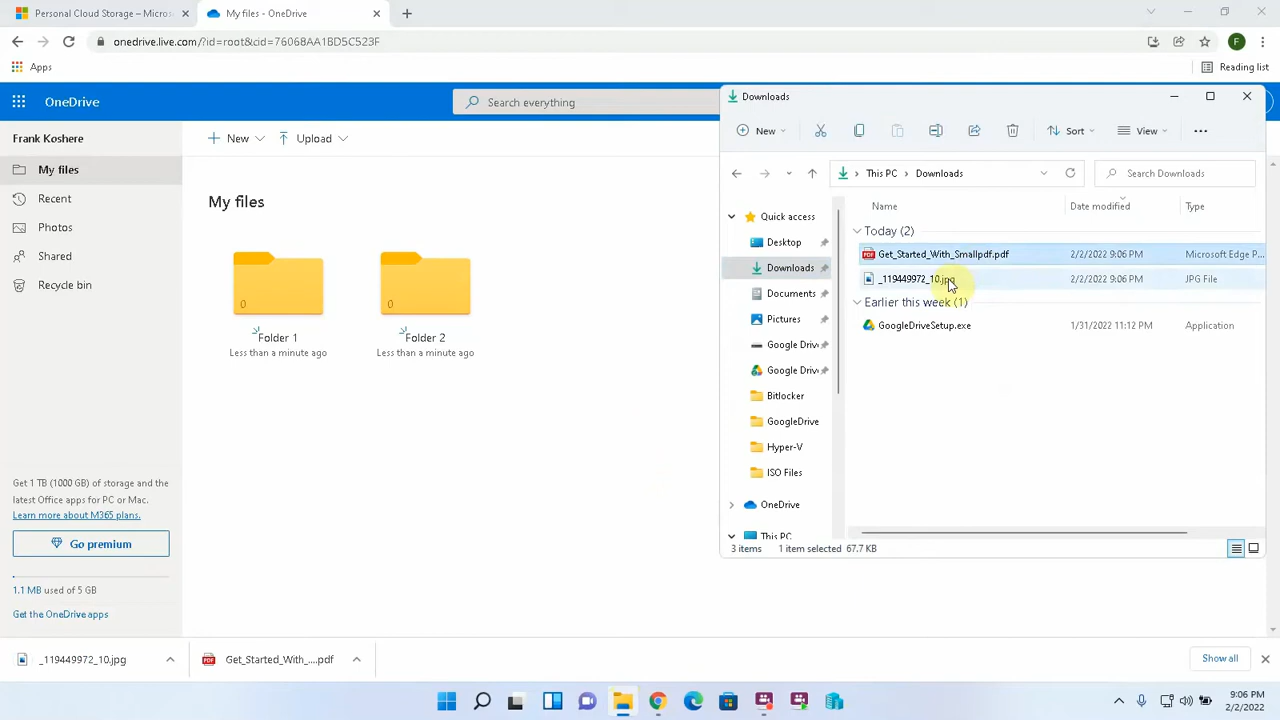 Personal Cloud Storage – Micros
My files - OneDrive
onedrive.live.com/?id=root&cid=76068AA1BD5C523F
F
Apps
Reading list
OneDrive
Search everything
Frank Koshere
My files
Recent
Photos
Shared
Recycle bin
Get 1 TB (1000 GB) of storage and the
latest Office apps for PC or Mac.
Learn more about M365 plans.
Go premium
1.1 MB used of 5 GB
Get the OneDrive apps
New
Upload
My files
0
Folder 1
Less than a minute ago
0
Folder 2
Less than a minute ago
Downloads
New
Sort
View
This PC
Downloads
Search Downloads
Quick access
Desktop
Downloads
Documents
Pictures
Google Driv
Google Driv
Bitlocker
GoogleDrive
Hyper-V
ISO Files
OneDrive
This PC
Name
Date modified
Type
Today (2)
Get_Started_With_Smallpdf.pdf
2/2/2022 9:06 PM
Microsoft Edge P...
_119449972_10.jpg
2/2/2022 9:06 PM
JPG File
Earlier this week (1)
GoogleDriveSetup.exe
1/31/2022 11:12 PM
Application
3 items
1 item selected 67.7 KB
_119449972_10.jpg
PDF
Get_Started_With_....pdf
Show all
9:06 PM
2/2/2022